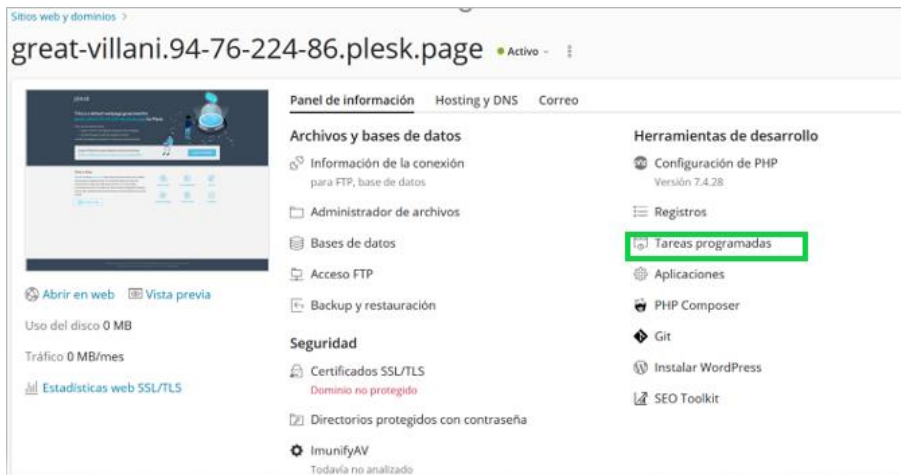 Sitios web y dominios >
great-villani.94-76-224-86.plesk.page
Activo
Panel de información
Hosting y DNS
Correo
Archivos y bases de datos
Información de la conexión
para FTP, base de datos
Administrador de archivos
Bases de datos
Acceso FTP
Backup y restauración
Seguridad
Certificados SSL/TLS
Dominio no protegido
Directorios protegidos con contraseña
ImunifyAV
Todavía no analizado
Herramientas de desarrollo
Configuración de PHP
Versión 7.4.28
Registros
Tareas programadas
Aplicaciones
PHP Composer
Git
Instalar WordPress
SEO Toolkit
Abrir en web
Vista previa
Uso del disco 0 MB
Tráfico 0 MB/mes
Estadísticas web SSL/TLS